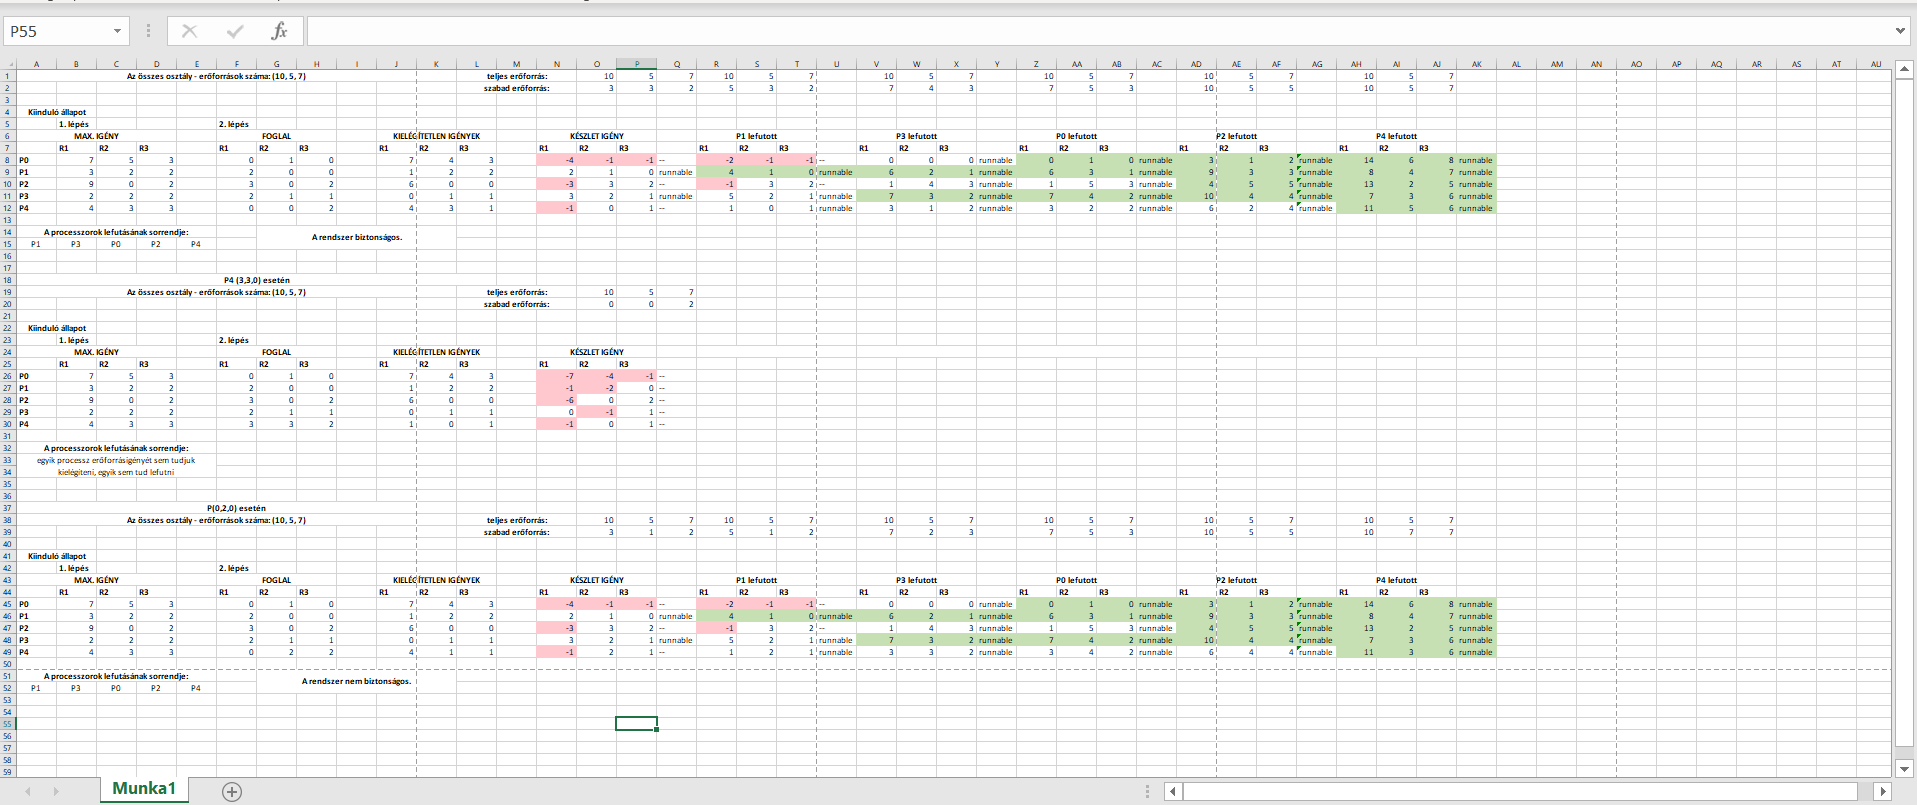 P55
fx
A B C D E F G H I J K L M N O P Q R S T U V W X Y Z AA AB AC AD AE AF AG AH AI AJ AK AL AM AN AO AP AQ AR AS AT AU
1 Az összes osztály - erőforrások száma: (10, 5, 7) teljes erőforrás: 10 5 7 10 5 7 10 5 7 10 5 7 10 5 7 10 5 7
2 szabad erőforrás: 3 3 2 5 3 2 7 4 3 7 5 3 10 5 5 10 5 7
3
4 Kiinduló állapot
5 1. lépés 2. lépés
6 MAX. IGÉNY FOGLAL KIELÉGÍTETLEN IGÉNYEK KÉSZLET IGÉNY P1 lefutott P3 lefutott P0 lefutott P2 lefutott P4 lefutott
7 R1 R2 R3 R1 R2 R3 R1 R2 R3 R1 R2 R3 R1 R2 R3 R1 R2 R3 R1 R2 R3 R1 R2 R3 R1 R2 R3
8 P0 7 5 3 0 1 0 7 4 3 -4 -1 -1 -- -2 -1 -1 -- 0 0 0 runnable 0 1 0 runnable 3 1 2 runnable 14 6 8 runnable
9 P1 3 2 2 2 0 0 1 2 2 2 1 0 runnable 4 1 0 runnable 6 2 1 runnable 6 3 1 runnable 9 3 3 runnable 8 4 7 runnable
10 P2 9 0 2 3 0 2 6 0 0 -3 3 2 -- -1 3 2 -- 1 4 3 runnable 1 5 3 runnable 4 5 5 runnable 13 2 5 runnable
11 P3 2 2 2 2 1 1 0 1 1 3 2 1 runnable 5 2 1 runnable 7 3 2 runnable 7 4 2 runnable 10 4 4 runnable 7 3 6 runnable
12 P4 4 3 3 0 0 2 4 3 1 -1 0 1 -- 1 0 1 runnable 3 1 2 runnable 3 2 2 runnable 6 2 4 runnable 11 5 6 runnable
13
14 A processzorok lefutásának sorrendje: A rendszer biztonságos.
15 P1 P3 P0 P2 P4
16
17
18 P4 (3,3,0) esetén
19 Az összes osztály - erőforrások száma: (10, 5, 7) teljes erőforrás: 10 5 7
20 szabad erőforrás: 0 0 2
21
22 Kiinduló állapot
23 1. lépés 2. lépés
24 MAX. IGÉNY FOGLAL KIELÉGÍTETLEN IGÉNYEK KÉSZLET IGÉNY
25 R1 R2 R3 R1 R2 R3 R1 R2 R3 R1 R2 R3
26 P0 7 5 3 0 1 0 7 4 3 -7 -4 -1 --
27 P1 3 2 2 2 0 0 1 2 2 -1 -2 0 --
28 P2 9 0 2 3 0 2 6 0 0 -6 0 2 --
29 P3 2 2 2 2 1 1 0 1 1 0 -1 1 --
30 P4 4 3 3 3 3 2 1 0 1 -1 0 1 --
31
32 A processzorok lefutásának sorrendje:
33 egyik processz erőforrásigényét sem tudjuk
34 kielégíteni, egyik sem tud lefutni
35
36
37 P(0,2,0) esetén
38 Az összes osztály - erőforrások száma: (10, 5, 7) teljes erőforrás: 10 5 7 10 5 7 10 5 7 10 5 7 10 5 7 10 5 7
39 szabad erőforrás: 3 1 2 5 1 2 7 2 3 7 5 3 10 5 5 10 7 7
40
41 Kiinduló állapot
42 1. lépés 2. lépés
43 MAX. IGÉNY FOGLAL KIELÉGÍTETLEN IGÉNYEK KÉSZLET IGÉNY P1 lefutott P3 lefutott P0 lefutott P2 lefutott P4 lefutott
44 R1 R2 R3 R1 R2 R3 R1 R2 R3 R1 R2 R3 R1 R2 R3 R1 R2 R3 R1 R2 R3 R1 R2 R3 R1 R2 R3
45 P0 7 5 3 0 1 0 7 4 3 -4 -1 -1 -- -2 -1 -1 -- 0 0 0 runnable 0 1 0 runnable 3 1 2 runnable 14 6 8 runnable
46 P1 3 2 2 2 0 0 1 2 2 2 1 0 runnable 4 1 0 runnable 6 2 1 runnable 6 3 1 runnable 9 3 3 runnable 8 4 7 runnable
47 P2 9 0 2 3 0 2 6 0 0 -3 3 2 -- -1 3 2 -- 1 4 3 runnable 1 5 3 runnable 4 5 5 runnable 13 2 5 runnable
48 P3 2 2 2 2 1 1 0 1 1 3 2 1 runnable 5 2 1 runnable 7 3 2 runnable 7 4 2 runnable 10 4 4 runnable 7 3 6 runnable
49 P4 4 3 3 0 2 2 4 1 1 -1 2 1 -- 1 2 1 runnable 3 3 2 runnable 3 4 2 runnable 6 4 4 runnable 11 3 6 runnable
50
51 A processzorok lefutásának sorrendje: A rendszer nem biztonságos.
52 P1 P3 P0 P2 P4
53
54
55
56
57
58
59
Munka1